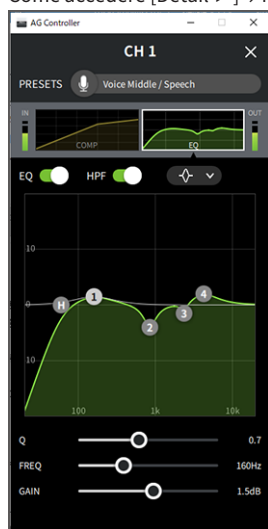 AG Controller
CH 1
PRESETS Voice Middle / Speech
IN OUT
COMP EQ
EQ HPF
10
0
10
H 1 2 3 4
100 1k 10k
Q 0.7
FREQ 160Hz
GAIN 1.5dB